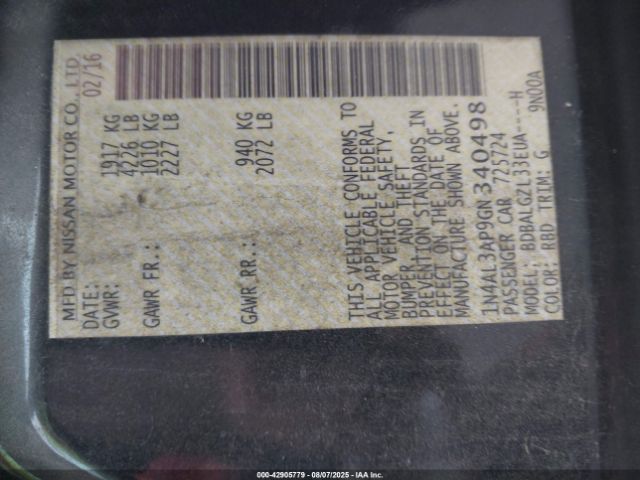 MFD BY NISSAN MOTOR CO., LTD
DATE: 02/16
GVWR: 1917 KG
4226 LB
GAWR FR.: 1010 KG
2227 LB
GAWR RR.: 940 KG
2072 LB
THIS VEHICLE CONFORMS TO
ALL APPLICABLE FEDERAL
MOTOR VEHICLE SAFETY,
BUMPER AND THEFT
PREVENTION STANDARDS IN
EFFECT ON THE DATE OF
MANUFACTURE SHOWN ABOVE.
1N4AL3AP9GN340498
PASSENGER CAR 725724
MODEL: BDBALGZL33EUA----H
COLOR: RBD TRIM: G 9N00A
000-42905779 - 08/07/2025 - IAA Inc.